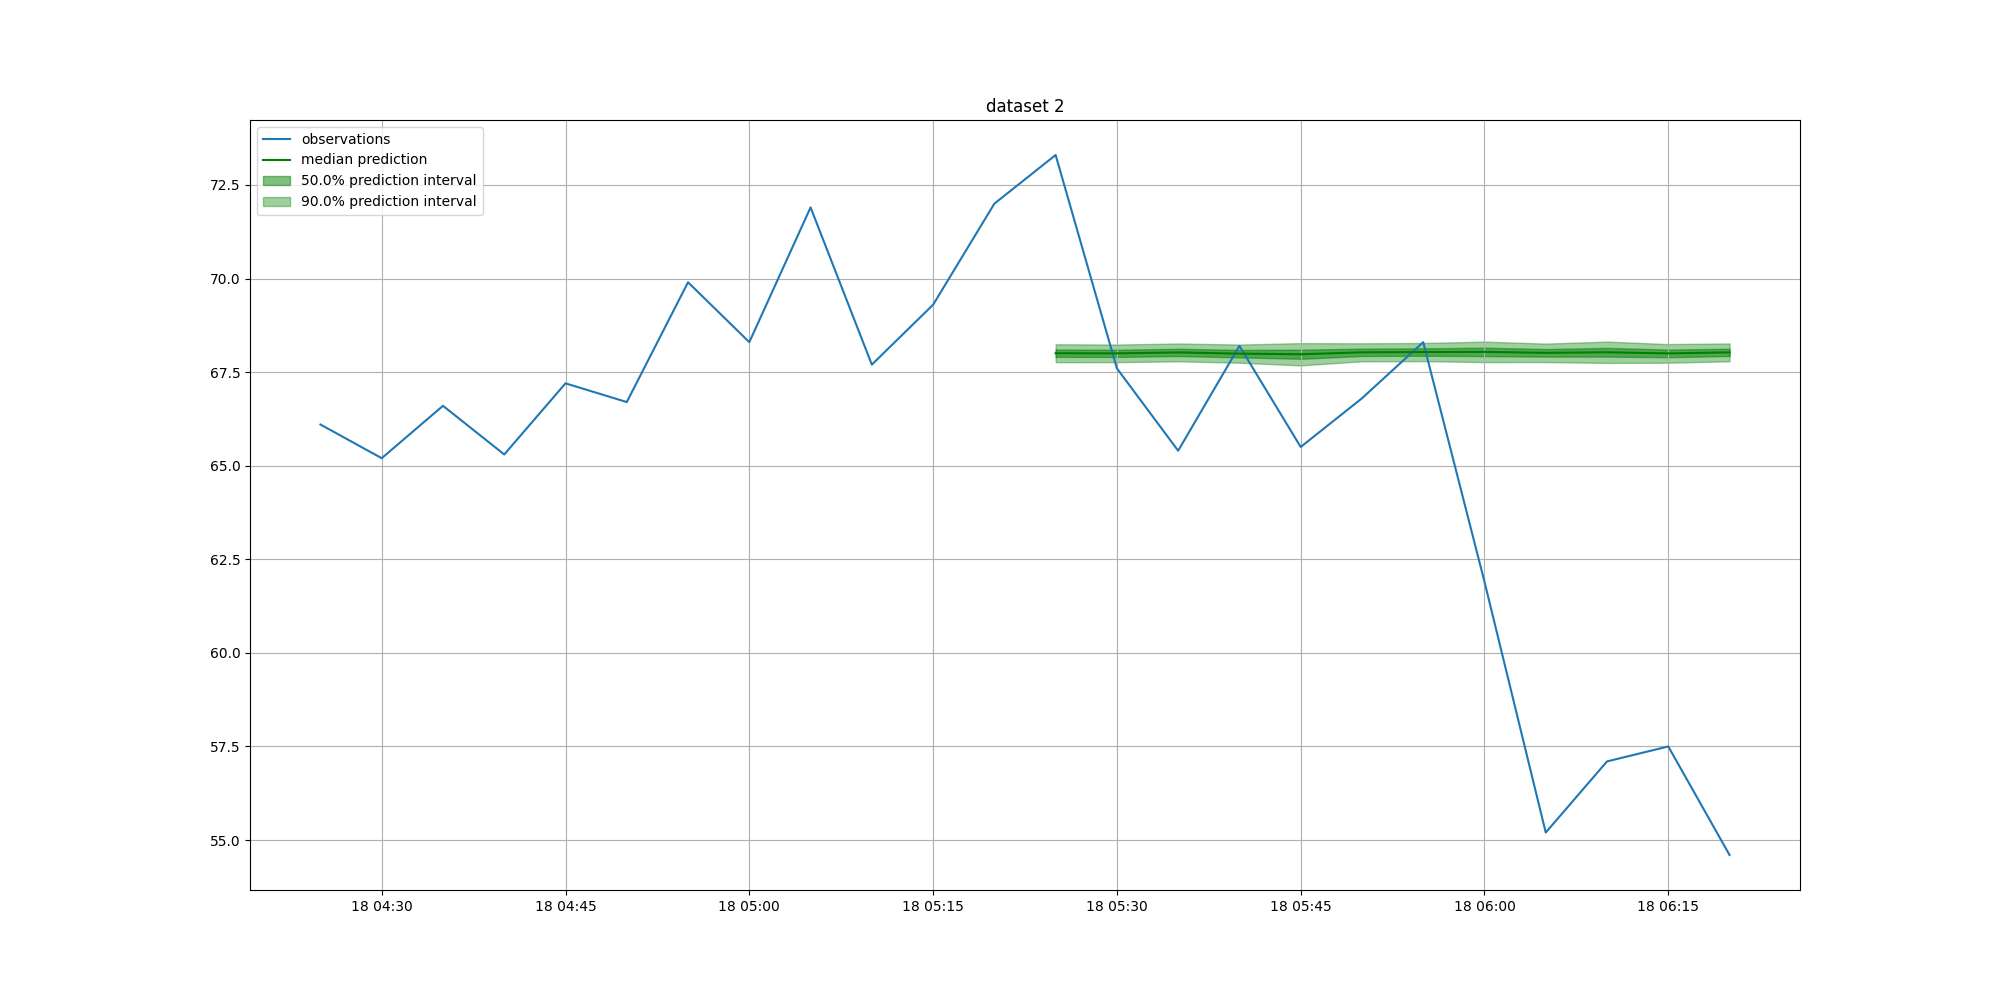 dataset 2
observations
median prediction
50.0% prediction interval
90.0% prediction interval
72.5
70.0
67.5
65.0
62.5
60.0
57.5
55.0
18 04:30 18 04:45 18 05:00 18 05:15 18 05:30 18 05:45 18 06:00 18 06:15